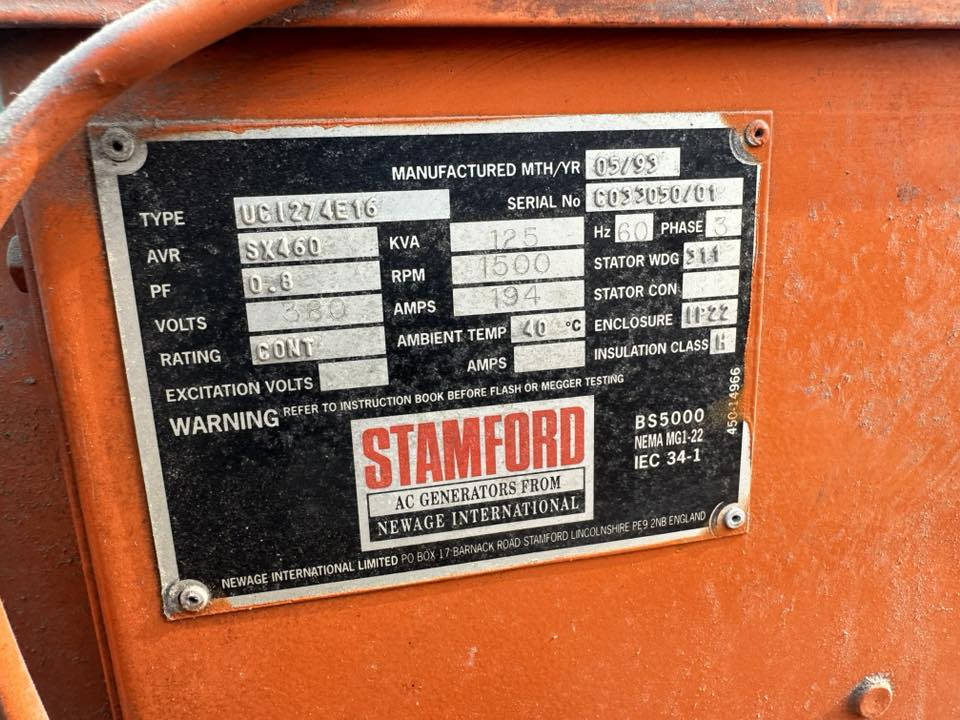 MANUFACTURED MTH/YR 05/93
SERIAL No C033050/01
TYPE UCI274E16
AVR SX460
KVA 125
Hz 60 PHASE 3
PF 0.8
RPM 1500
STATOR WDG 311
VOLTS 380
AMPS 194
STATOR CON
RATING CONT
AMBIENT TEMP 40 °C
ENCLOSURE IP22
EXCITATION VOLTS
AMPS
INSULATION CLASS H
WARNING REFER TO INSTRUCTION BOOK BEFORE FLASH OR MEGGER TESTING
STAMFORD
AC GENERATORS FROM
NEWAGE INTERNATIONAL
BS5000
NEMA MG1-22
IEC 34-1
450-14966
NEWAGE INTERNATIONAL LIMITED PO BOX 17 BARNACK ROAD STAMFORD LINCOLNSHIRE PE9 2NB ENGLAND